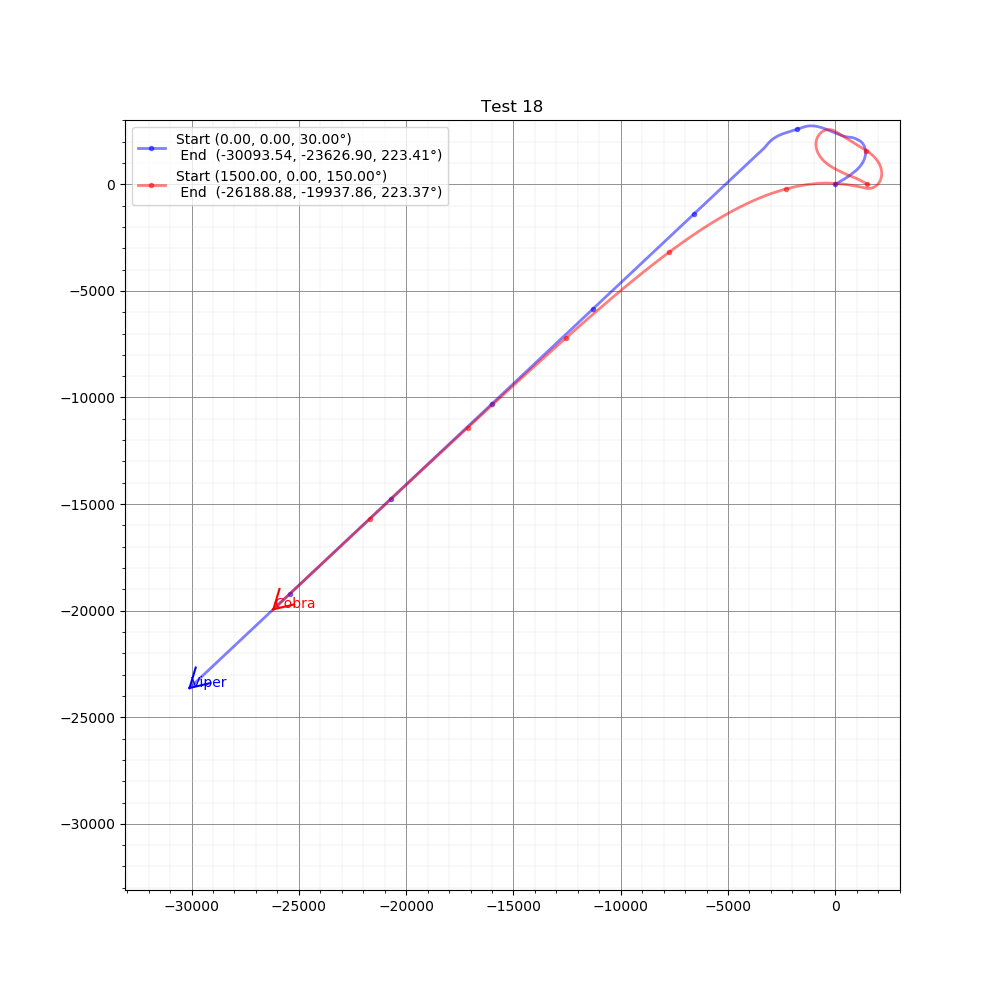 Test 18
Start (0.00, 0.00, 30.00°)
End  (-30093.54, -23626.90, 223.41°)
Start (1500.00, 0.00, 150.00°)
End  (-26188.88, -19937.86, 223.37°)
0
−5000
−10000
−15000
−20000
−25000
−30000
Cobra
Viper
−30000
−25000
−20000
−15000
−10000
−5000
0